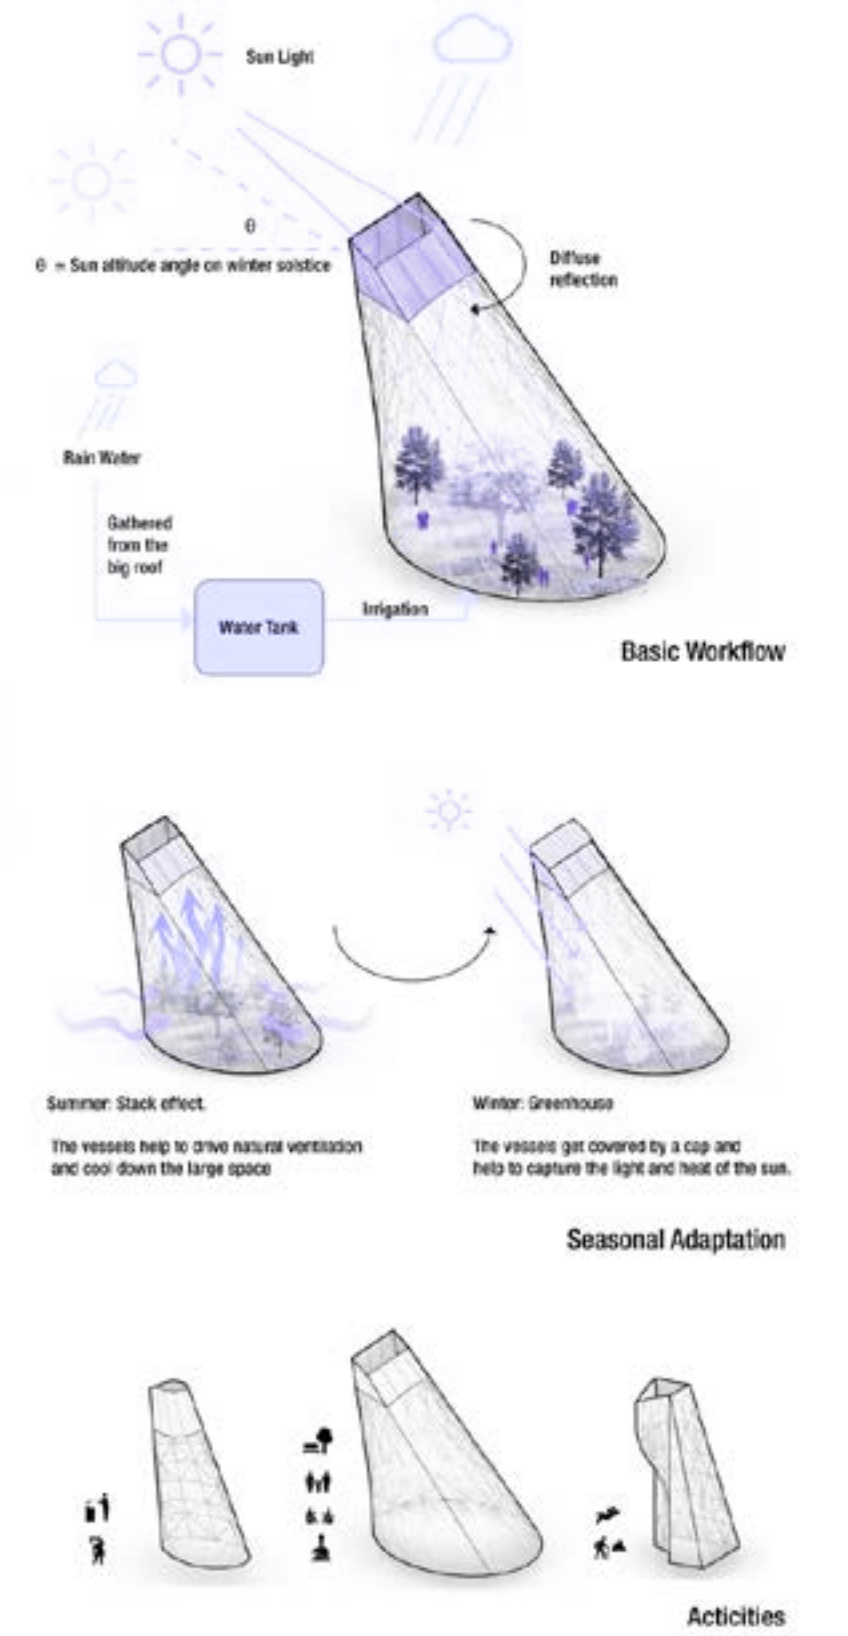 Sun Light
θ
θ = Sun altitude angle on winter solstice
Diffuse
reflection
Rain Water
Gathered
from the
big roof
Water Tank
Irrigation
Basic Workflow
Summer: Stack effect.
The vessels help to drive natural ventilation
and cool down the large space
Winter: Greenhouse
The vessels get covered by a cap and
help to capture the light and heat of the sun.
Seasonal Adaptation
Acticities